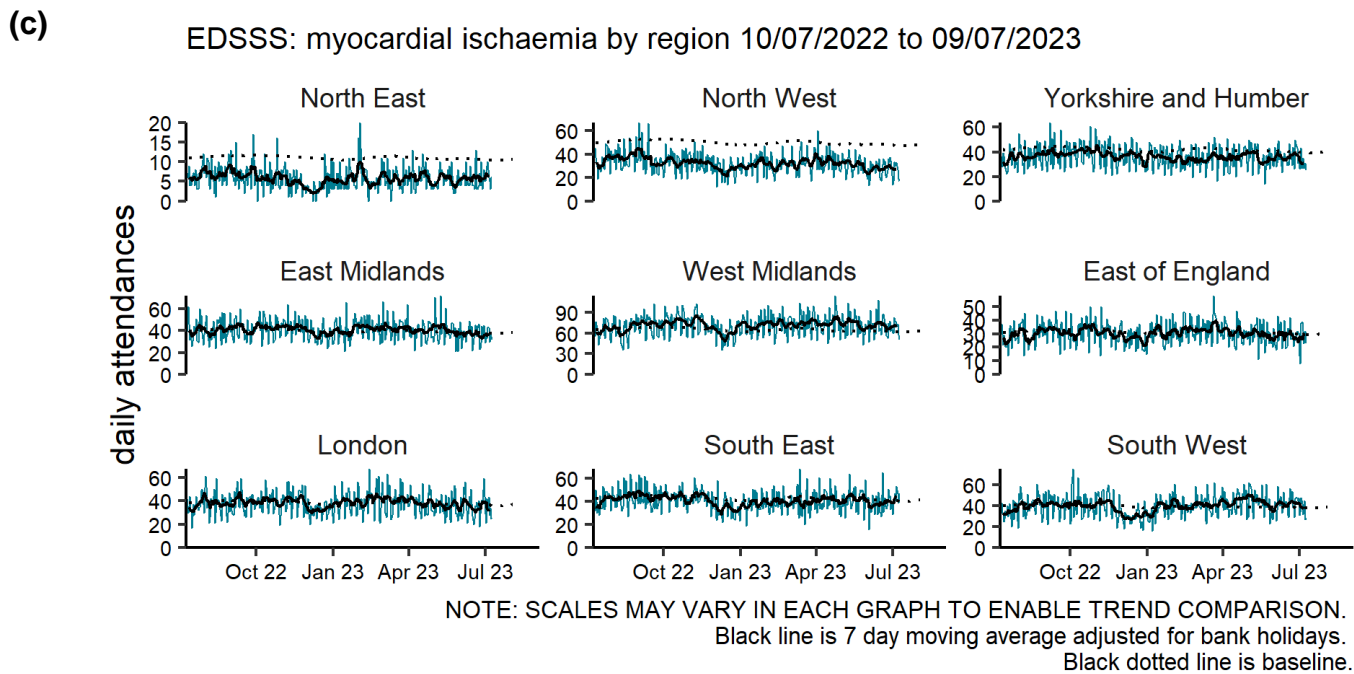 (c)
EDSSS: myocardial ischaemia by region 10/07/2022 to 09/07/2023
daily attendances
North East
20
15
10
5
0
North West
60
40
20
0
Yorkshire and Humber
60
40
20
0
East Midlands
60
40
20
0
West Midlands
90
60
30
0
East of England
50
40
30
20
10
0
London
60
40
20
0
Oct 22 Jan 23 Apr 23 Jul 23
South East
60
40
20
0
Oct 22 Jan 23 Apr 23 Jul 23
South West
60
40
20
0
Oct 22 Jan 23 Apr 23 Jul 23
NOTE: SCALES MAY VARY IN EACH GRAPH TO ENABLE TREND COMPARISON.
Black line is 7 day moving average adjusted for bank holidays.
Black dotted line is baseline.